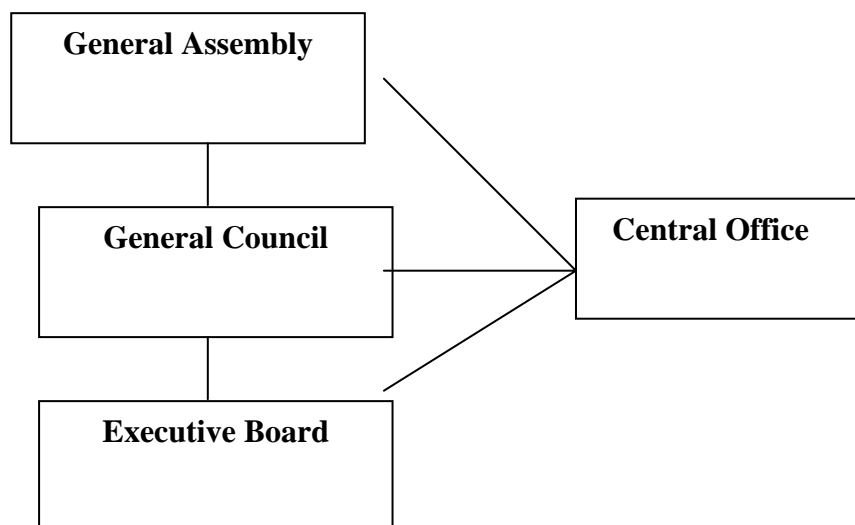 General Assembly
General Council
Central Office
Executive Board